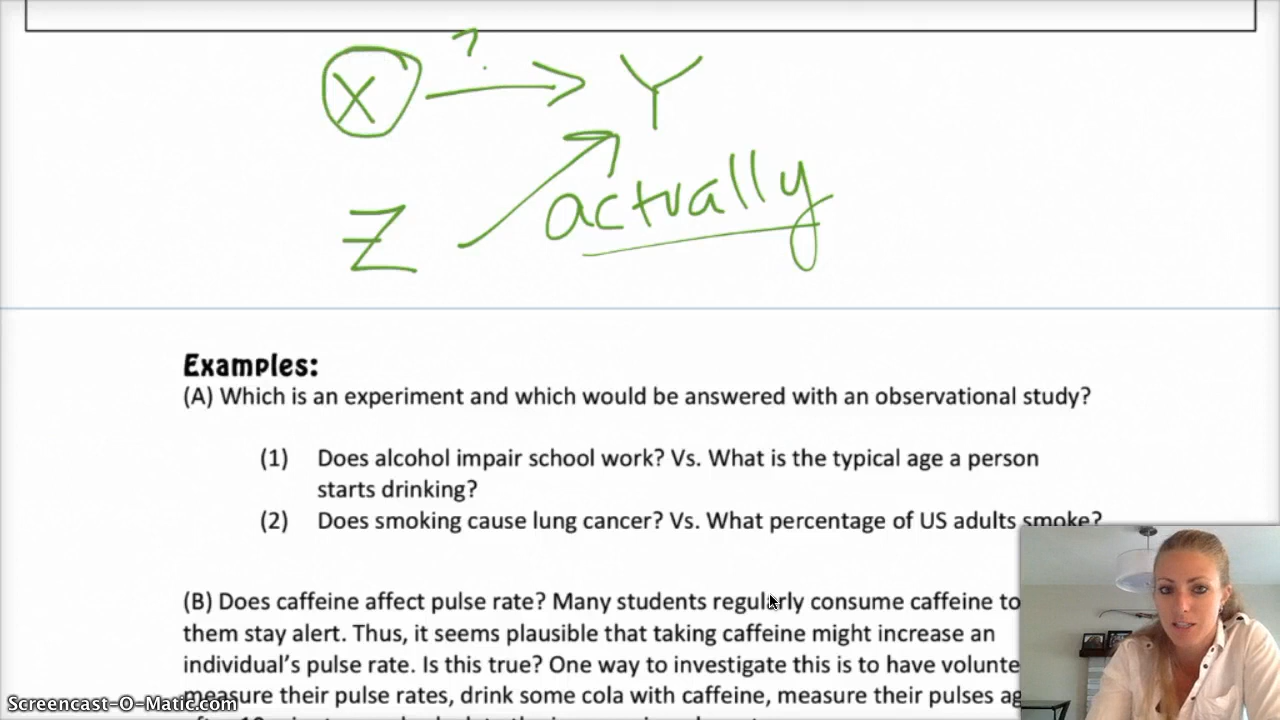 X ? Y
Z actually
Examples:
(A) Which is an experiment and which would be answered with an observational study?
(1) Does alcohol impair school work? Vs. What is the typical age a person
starts drinking?
(2) Does smoking cause lung cancer? Vs. What percentage of US adults smoke?
(B) Does caffeine affect pulse rate? Many students regularly consume caffeine to
them stay alert. Thus, it seems plausible that taking caffeine might increase an
individual's pulse rate. Is this true? One way to investigate this is to have volunte
measure their pulse rates, drink some cola with caffeine, measure their pulses ag
Screencast-O-Matic.com